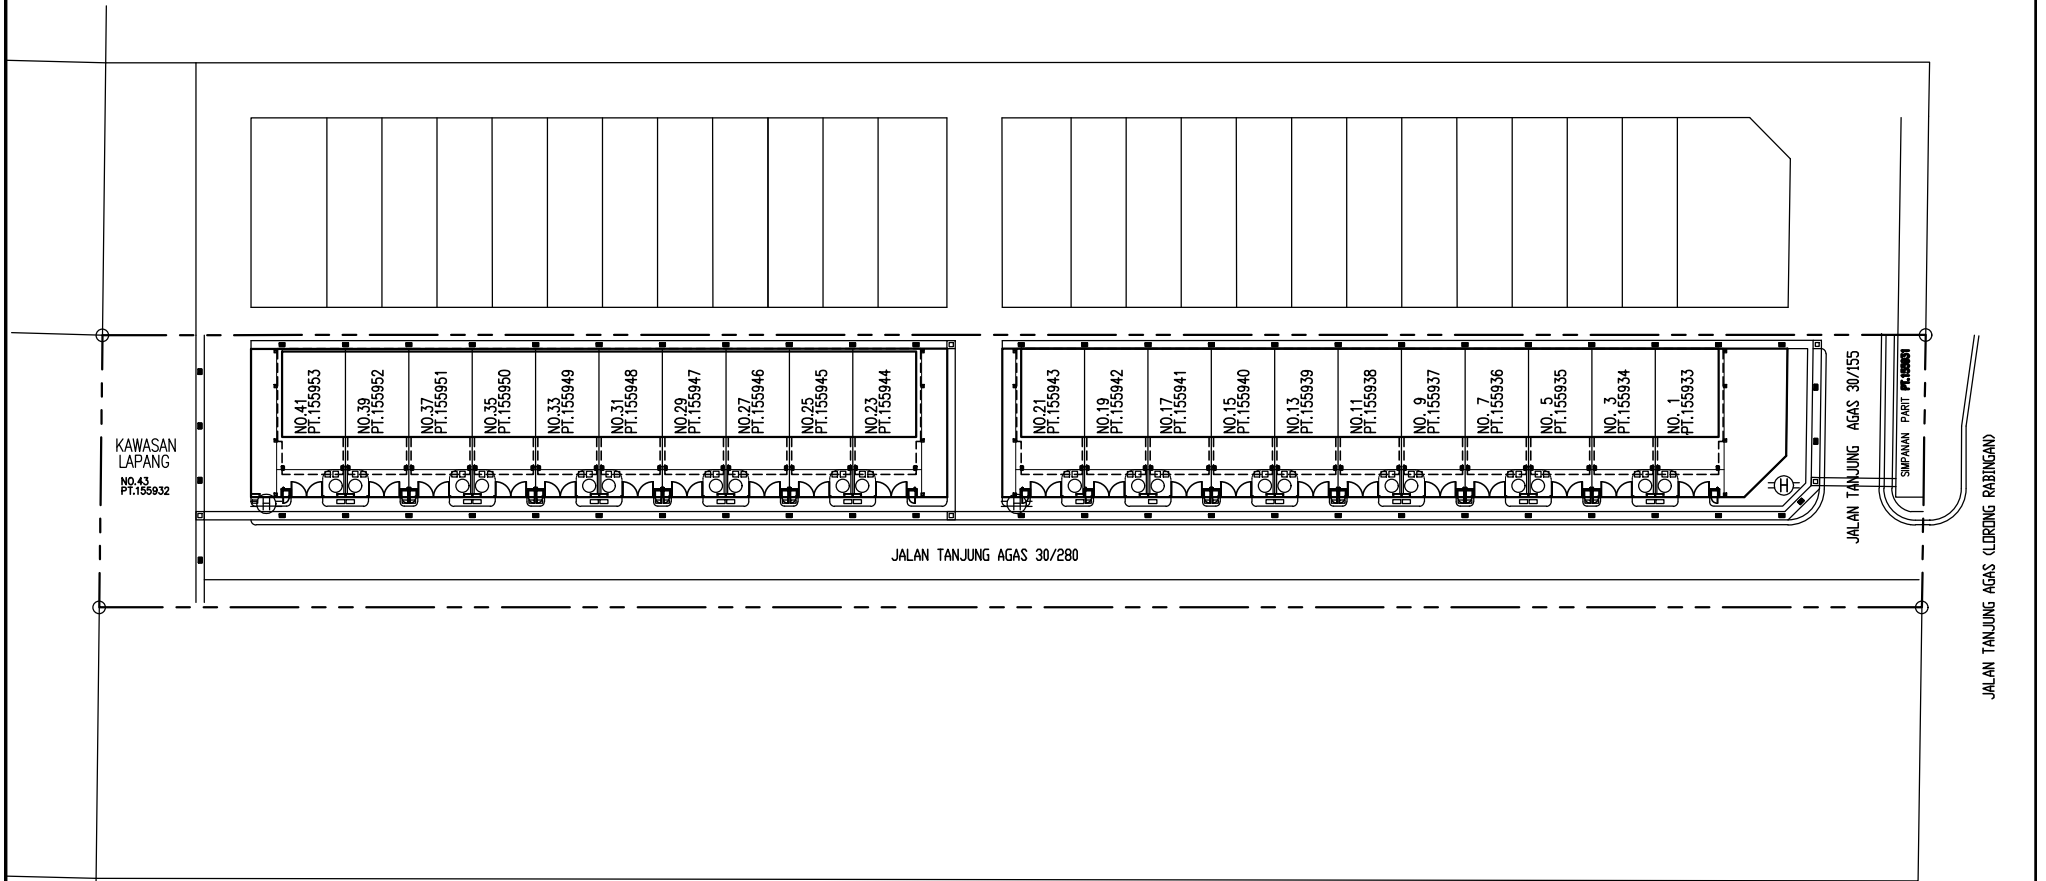 NO.41
PT.155953
NO.39
PT.155952
NO.37
PT.155951
NO.35
PT.155950
NO.33
PT.155949
NO.31
PT.155948
NO.29
PT.155947
NO.27
PT.155946
NO.25
PT.155945
NO.23
PT.155944
NO.21
PT.155943
NO.19
PT.155942
NO.17
PT.155941
NO.15
PT.155940
NO.13
PT.155939
NO.11
PT.155938
NO. 9
PT.155937
NO. 7
PT.155936
NO. 5
PT.155935
NO. 3
PT.155934
NO. 1
PT.155933
KAWASAN
LAPANG
NO.43
PT.155932
H
H
H
JALAN TANJUNG AGAS 30/280
JALAN TANJUNG AGAS 30/155
SIMPANAN PARIT PT.155931
JALAN TANJUNG AGAS (LORONG RABINGAN)